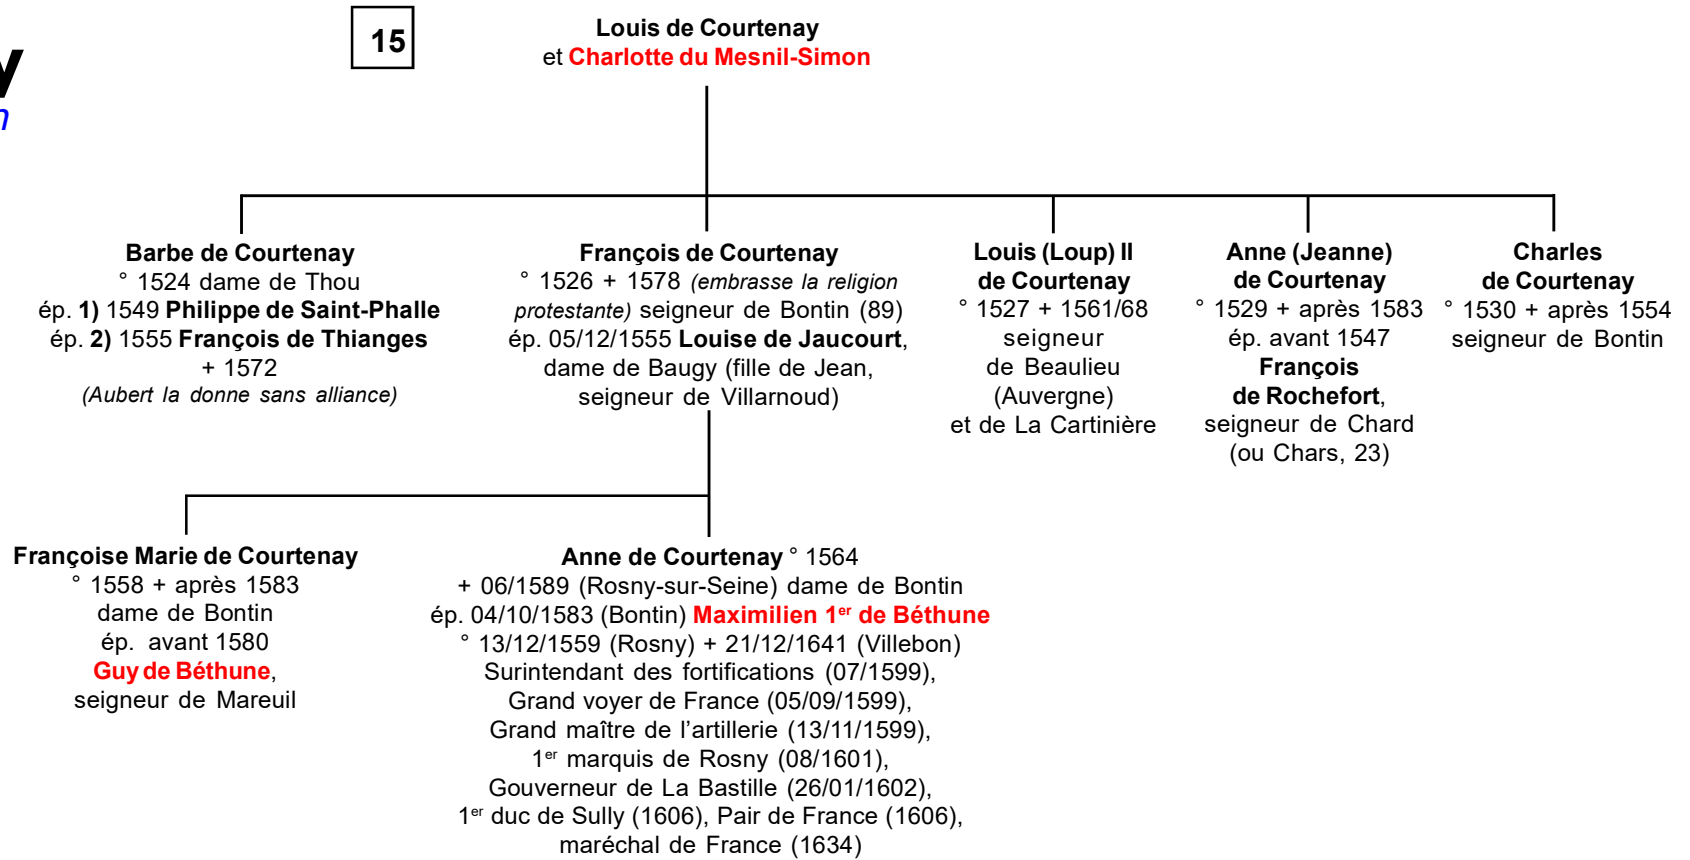 y
n
15
Louis de Courtenay
et Charlotte du Mesnil-Simon
Barbe de Courtenay
° 1524 dame de Thou
ép. 1) 1549 Philippe de Saint-Phalle
ép. 2) 1555 François de Thianges
+ 1572
(Aubert la donne sans alliance)
François de Courtenay
° 1526 + 1578 (embrasse la religion
protestante) seigneur de Bontin (89)
ép. 05/12/1555 Louise de Jaucourt,
dame de Baugy (fille de Jean,
seigneur de Villarnoud)
Louis (Loup) II
de Courtenay
° 1527 + 1561/68
seigneur
de Beaulieu
(Auvergne)
et de La Cartinière
Anne (Jeanne)
de Courtenay
° 1529 + après 1583
ép. avant 1547
François
de Rochefort,
seigneur de Chard
(ou Chars, 23)
Charles
de Courtenay
° 1530 + après 1554
seigneur de Bontin
Françoise Marie de Courtenay
° 1558 + après 1583
dame de Bontin
ép. avant 1580
Guy de Béthune,
seigneur de Mareuil
Anne de Courtenay ° 1564
+ 06/1589 (Rosny-sur-Seine) dame de Bontin
ép. 04/10/1583 (Bontin) Maximilien 1er de Béthune
° 13/12/1559 (Rosny) + 21/12/1641 (Villebon)
Surintendant des fortifications (07/1599),
Grand voyer de France (05/09/1599),
Grand maître de l'artillerie (13/11/1599),
1er marquis de Rosny (08/1601),
Gouverneur de La Bastille (26/01/1602),
1er duc de Sully (1606), Pair de France (1606),
maréchal de France (1634)